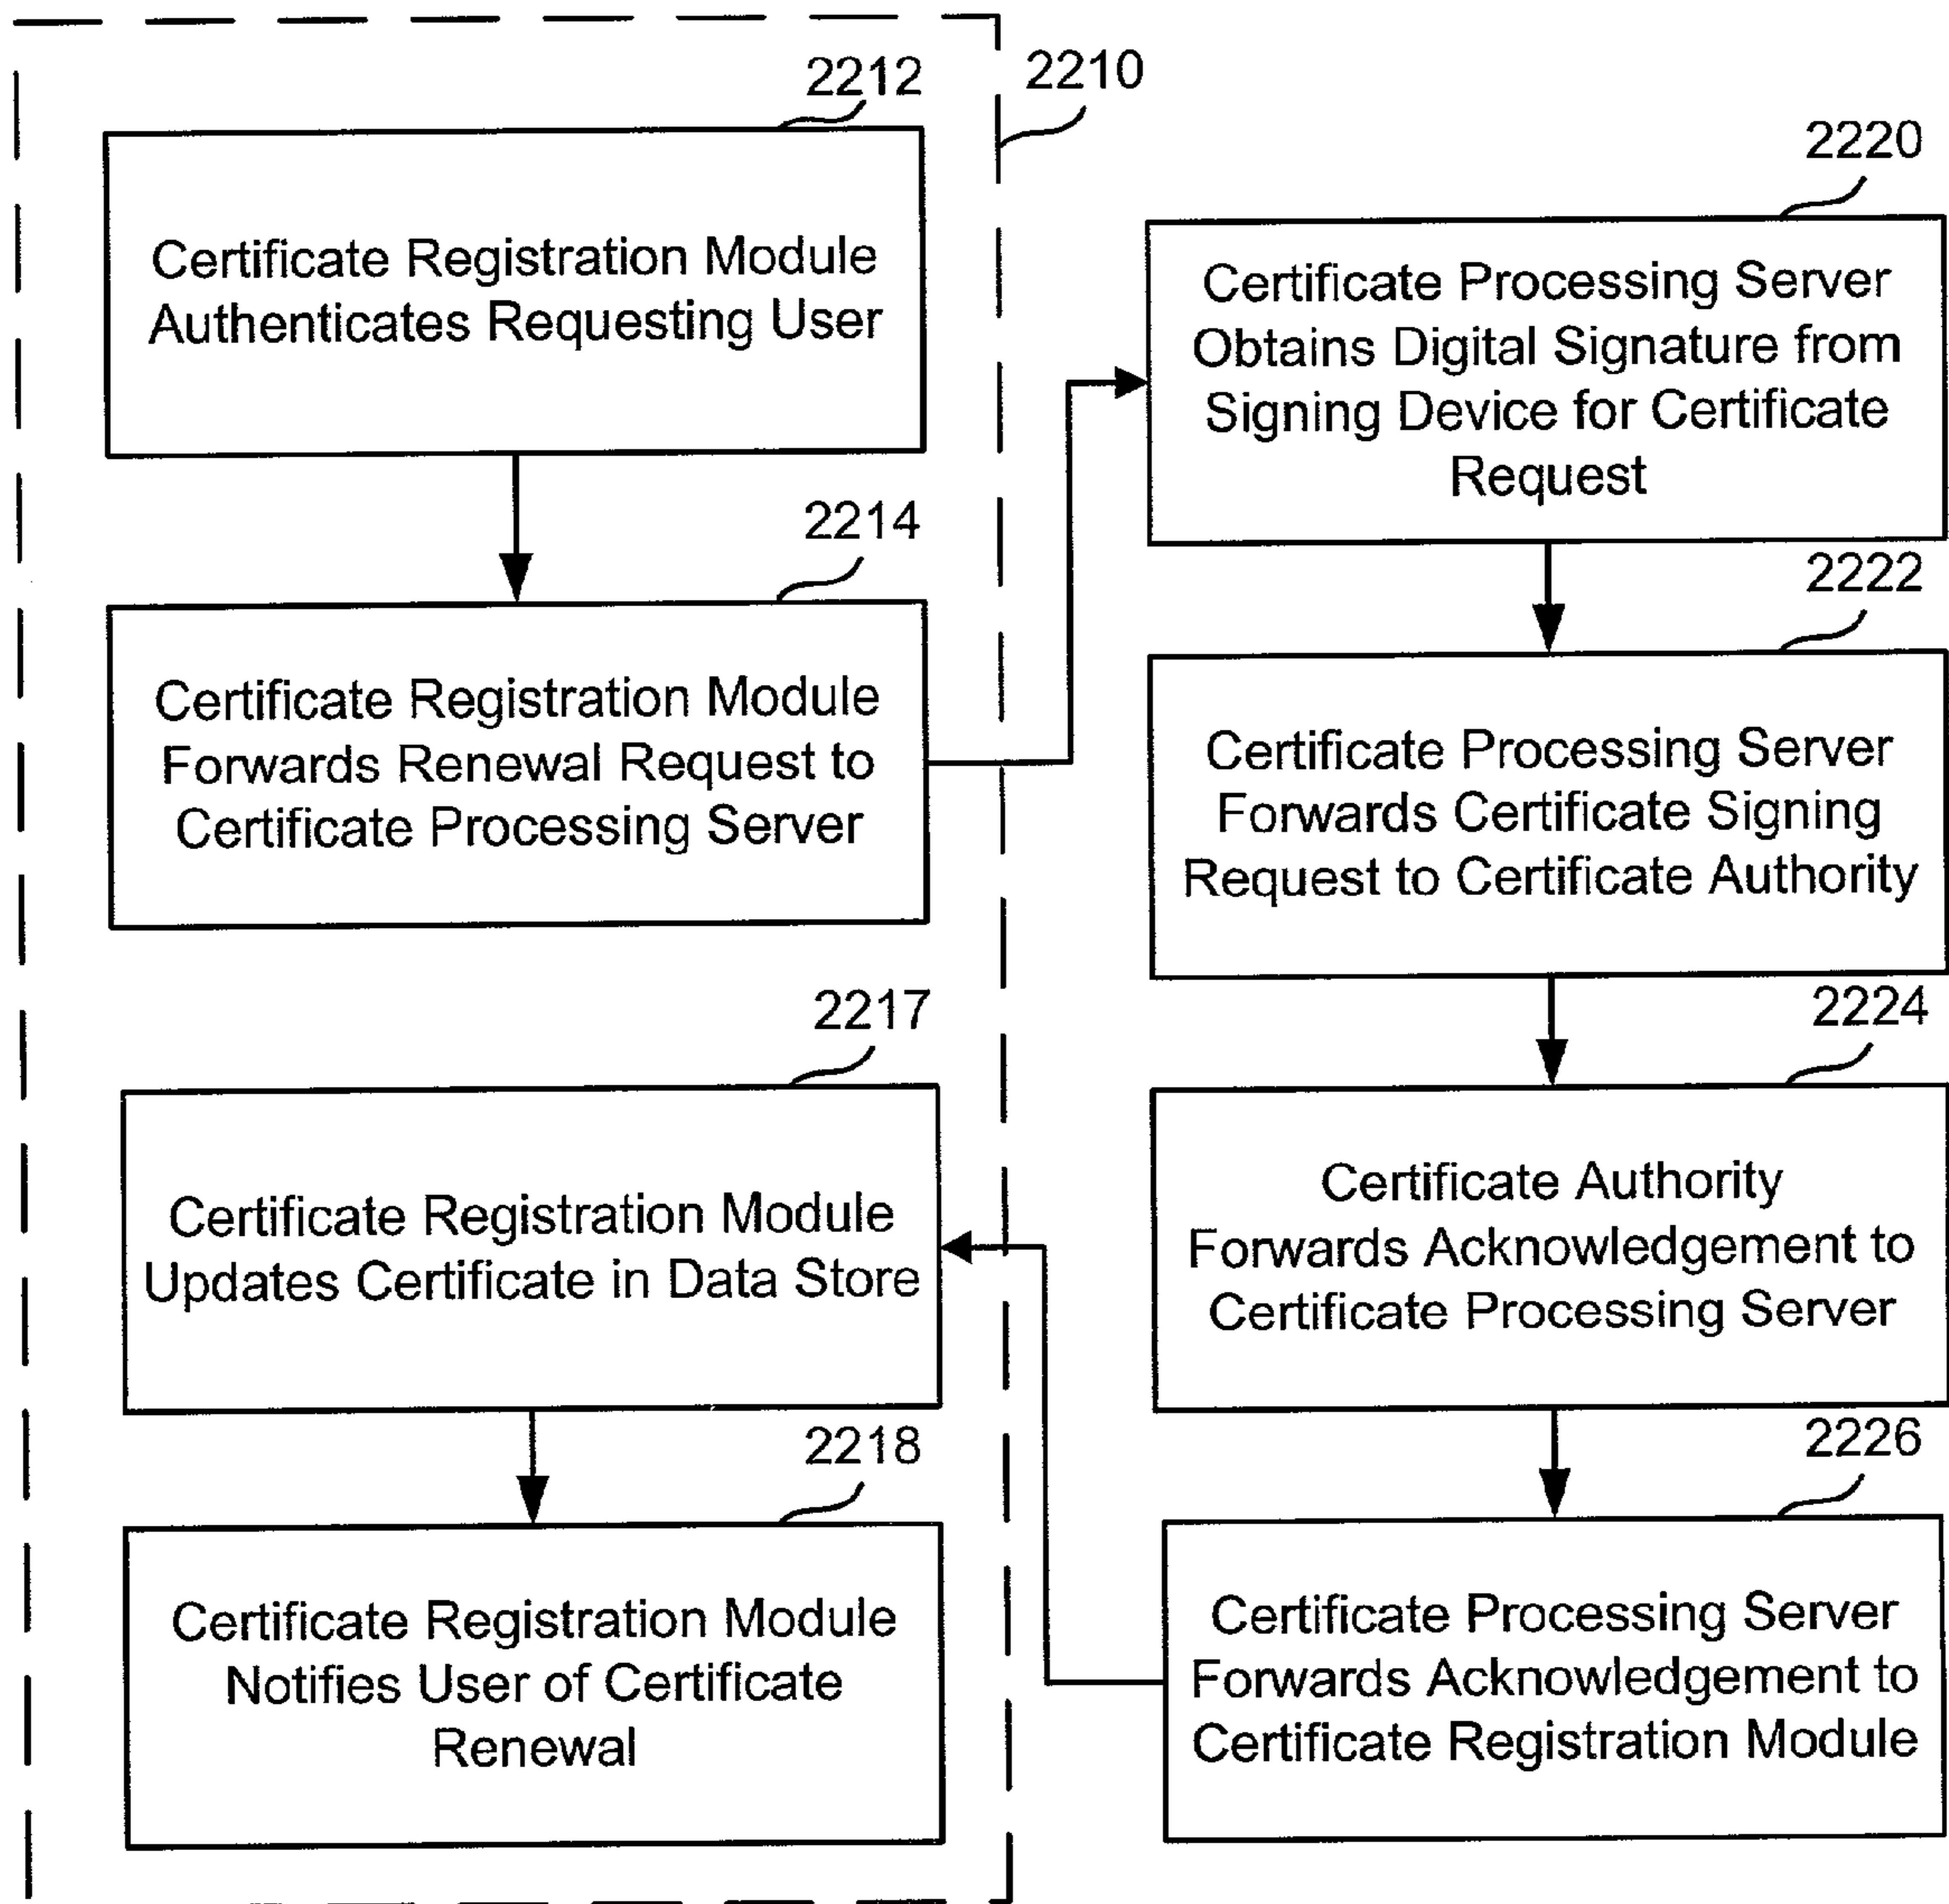 2210
2212
Certificate Registration Module
Authenticates Requesting User
2214
Certificate Registration Module
Forwards Renewal Request to
Certificate Processing Server
2220
Certificate Processing Server
Obtains Digital Signature from
Signing Device for Certificate
Request
2222
Certificate Processing Server
Forwards Certificate Signing
Request to Certificate Authority
2224
Certificate Authority
Forwards Acknowledgement to
Certificate Processing Server
2226
Certificate Processing Server
Forwards Acknowledgement to
Certificate Registration Module
2217
Certificate Registration Module
Updates Certificate in Data Store
2218
Certificate Registration Module
Notifies User of Certificate
Renewal